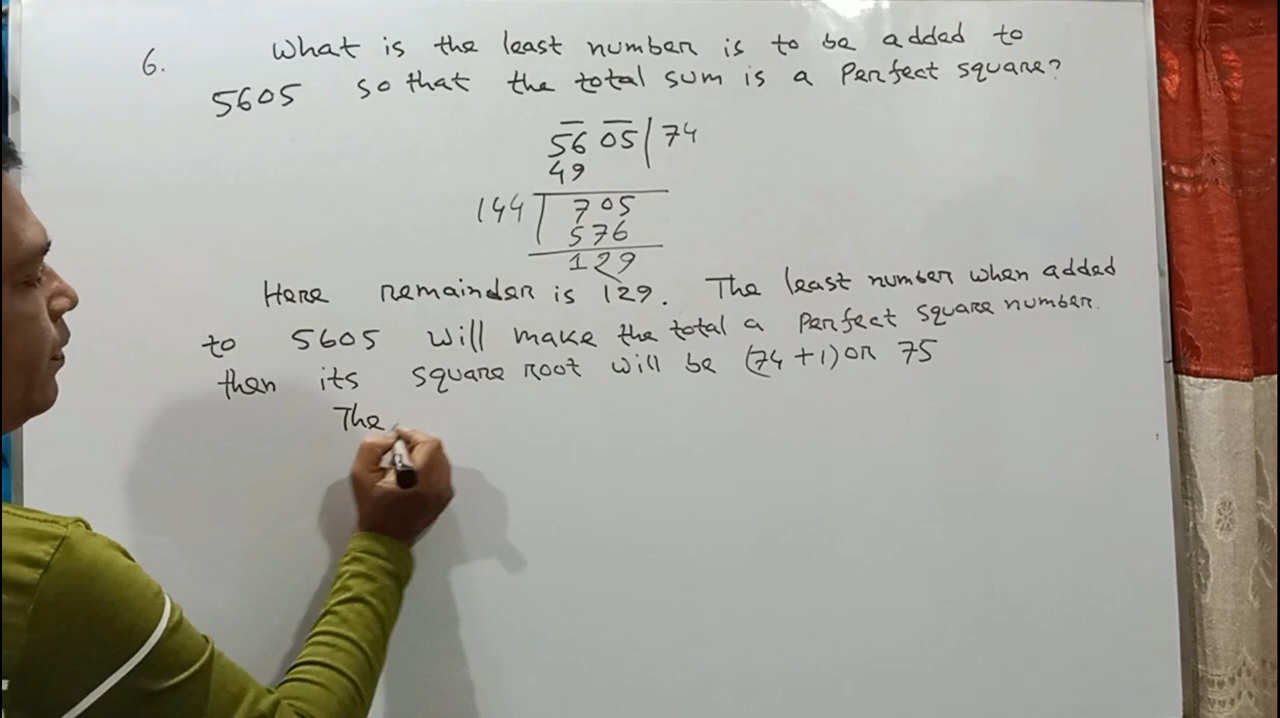 6. What is the least number is to be added to
5605 so that the total sum is a Perfect square?
56 05 | 74
49
144 | 705
576
129
Here remainder is 129. The least number when added
to 5605 will make the total a Perfect square number.
then its square root will be (74 + 1) or 75
The